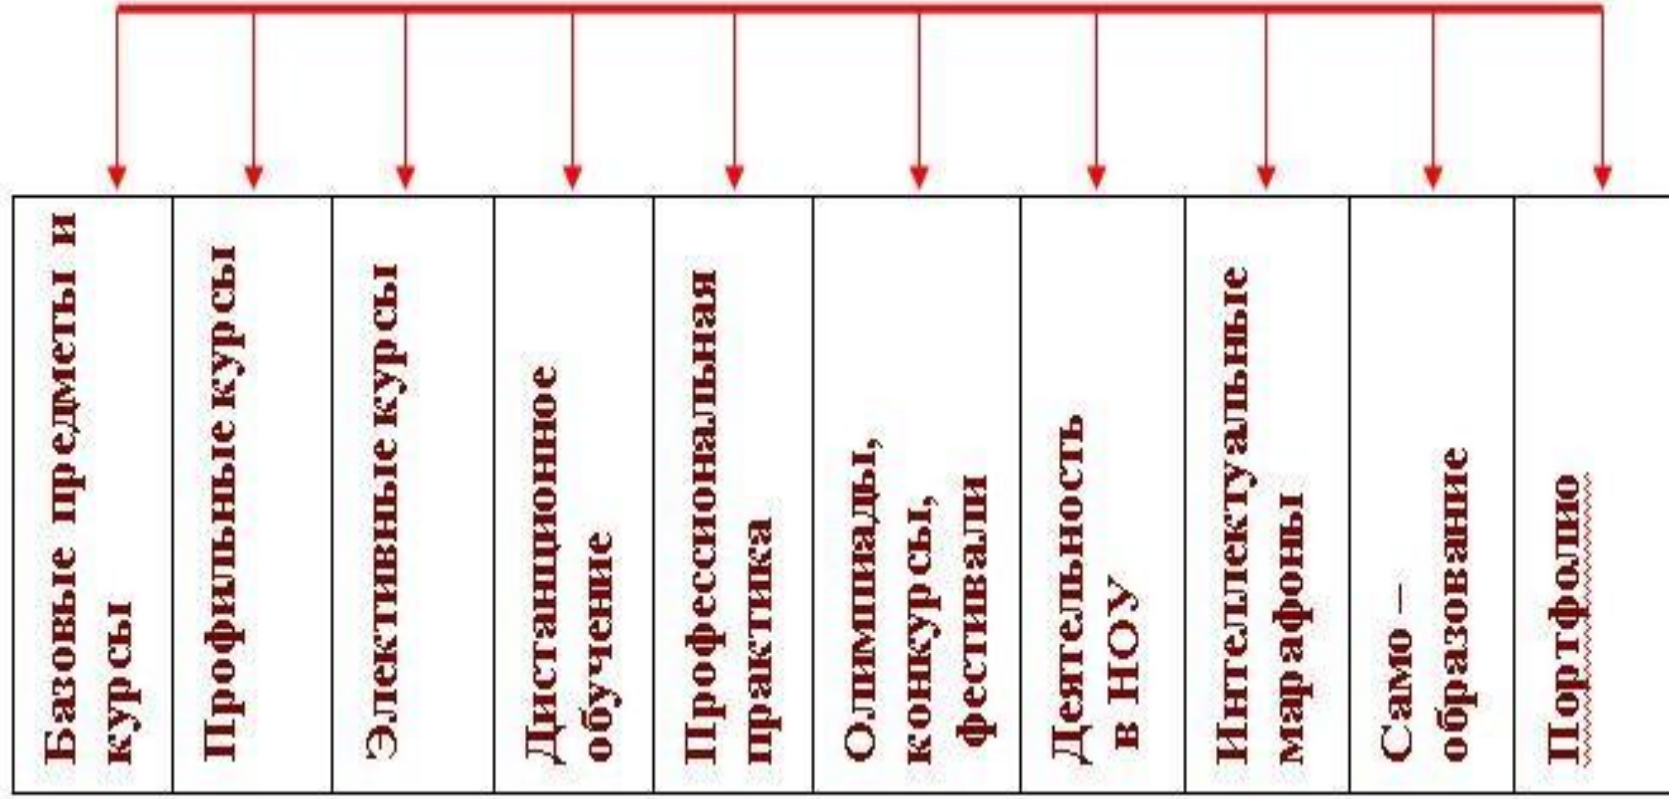 Базовые предметы и
курсы
Профильные курсы
Элективные курсы
Дистанционное
обучение
Профессиональная
практика
Олимпиады,
конкурсы,
фестивали
Деятельность
в НОУ
Интеллектуальные
марафоны
Само –
образование
Портфолио